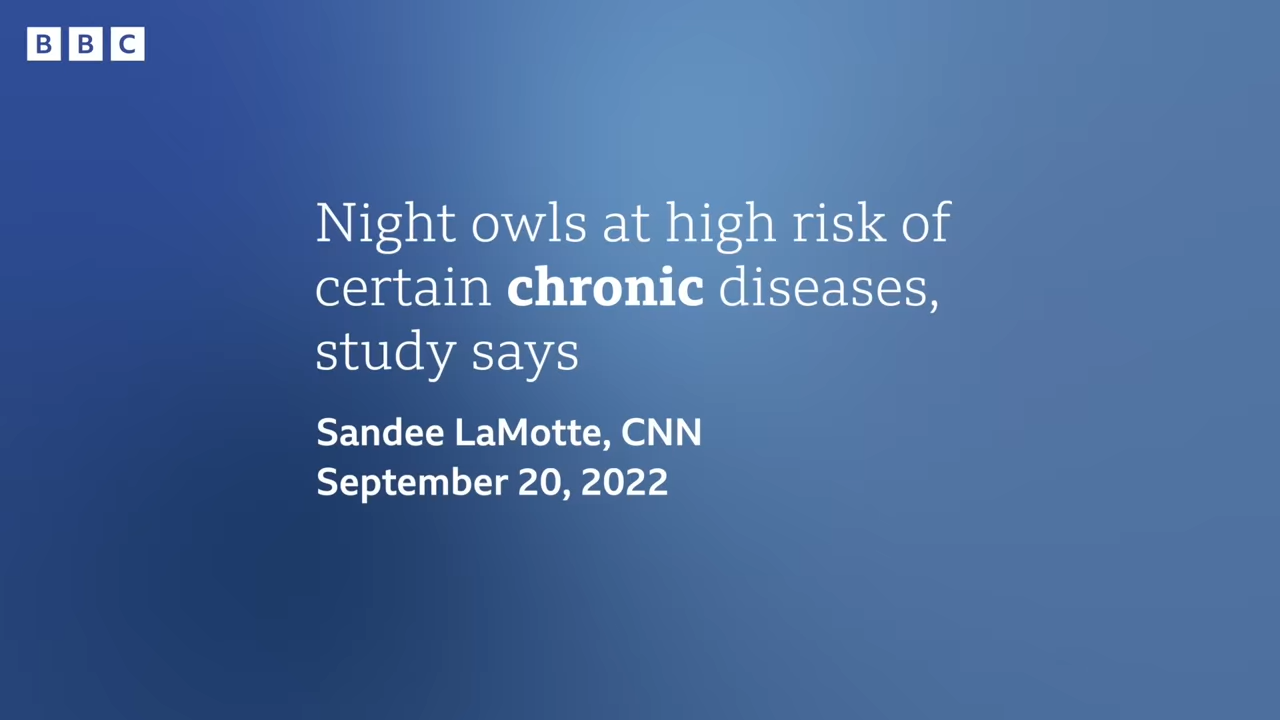 BBC
Night owls at high risk of
certain chronic diseases,
study says
Sandee LaMotte, CNN
September 20, 2022